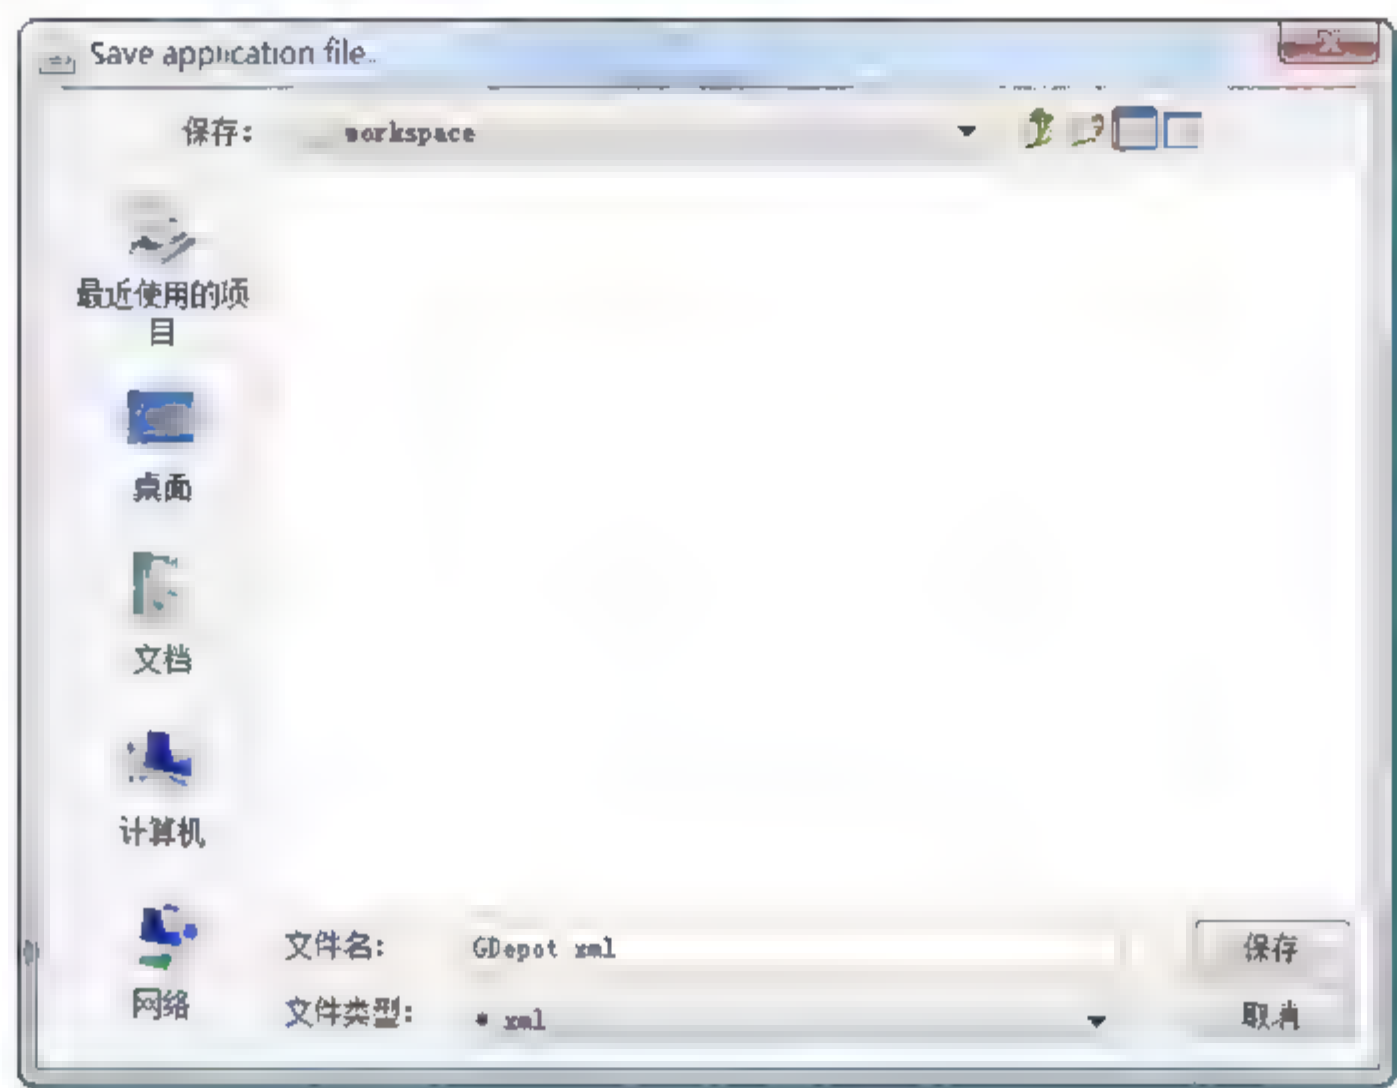 Save application file..
保存:
workspace
最近使用的项
目
桌面
文档
计算机
网络
文件名:
GDepot xml
保存
文件类型:
* xml
取消